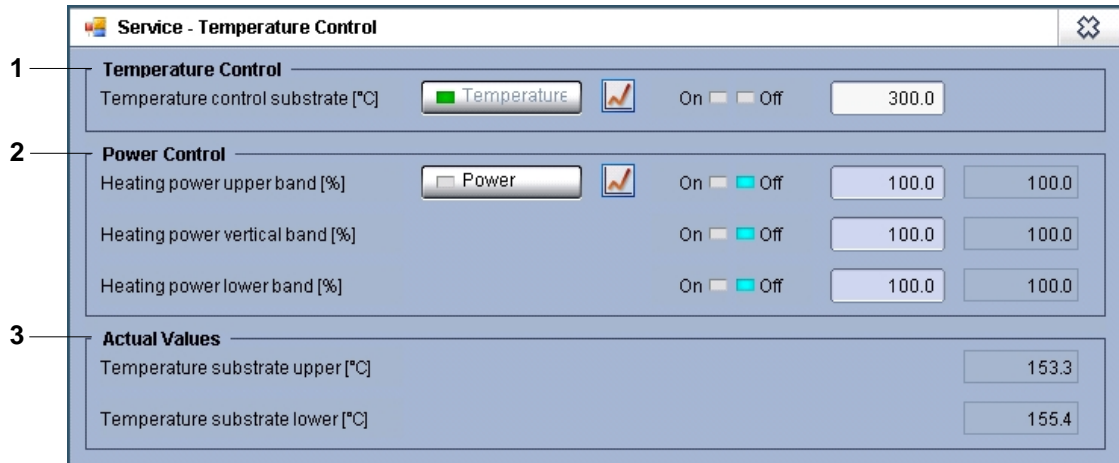 Service - Temperature Control
1 Temperature Control
Temperature control substrate [°C] Temperature On Off 300.0
2 Power Control
Heating power upper band [%] Power On Off 100.0 100.0
Heating power vertical band [%] On Off 100.0 100.0
Heating power lower band [%] On Off 100.0 100.0
3 Actual Values
Temperature substrate upper [°C] 153.3
Temperature substrate lower [°C] 155.4